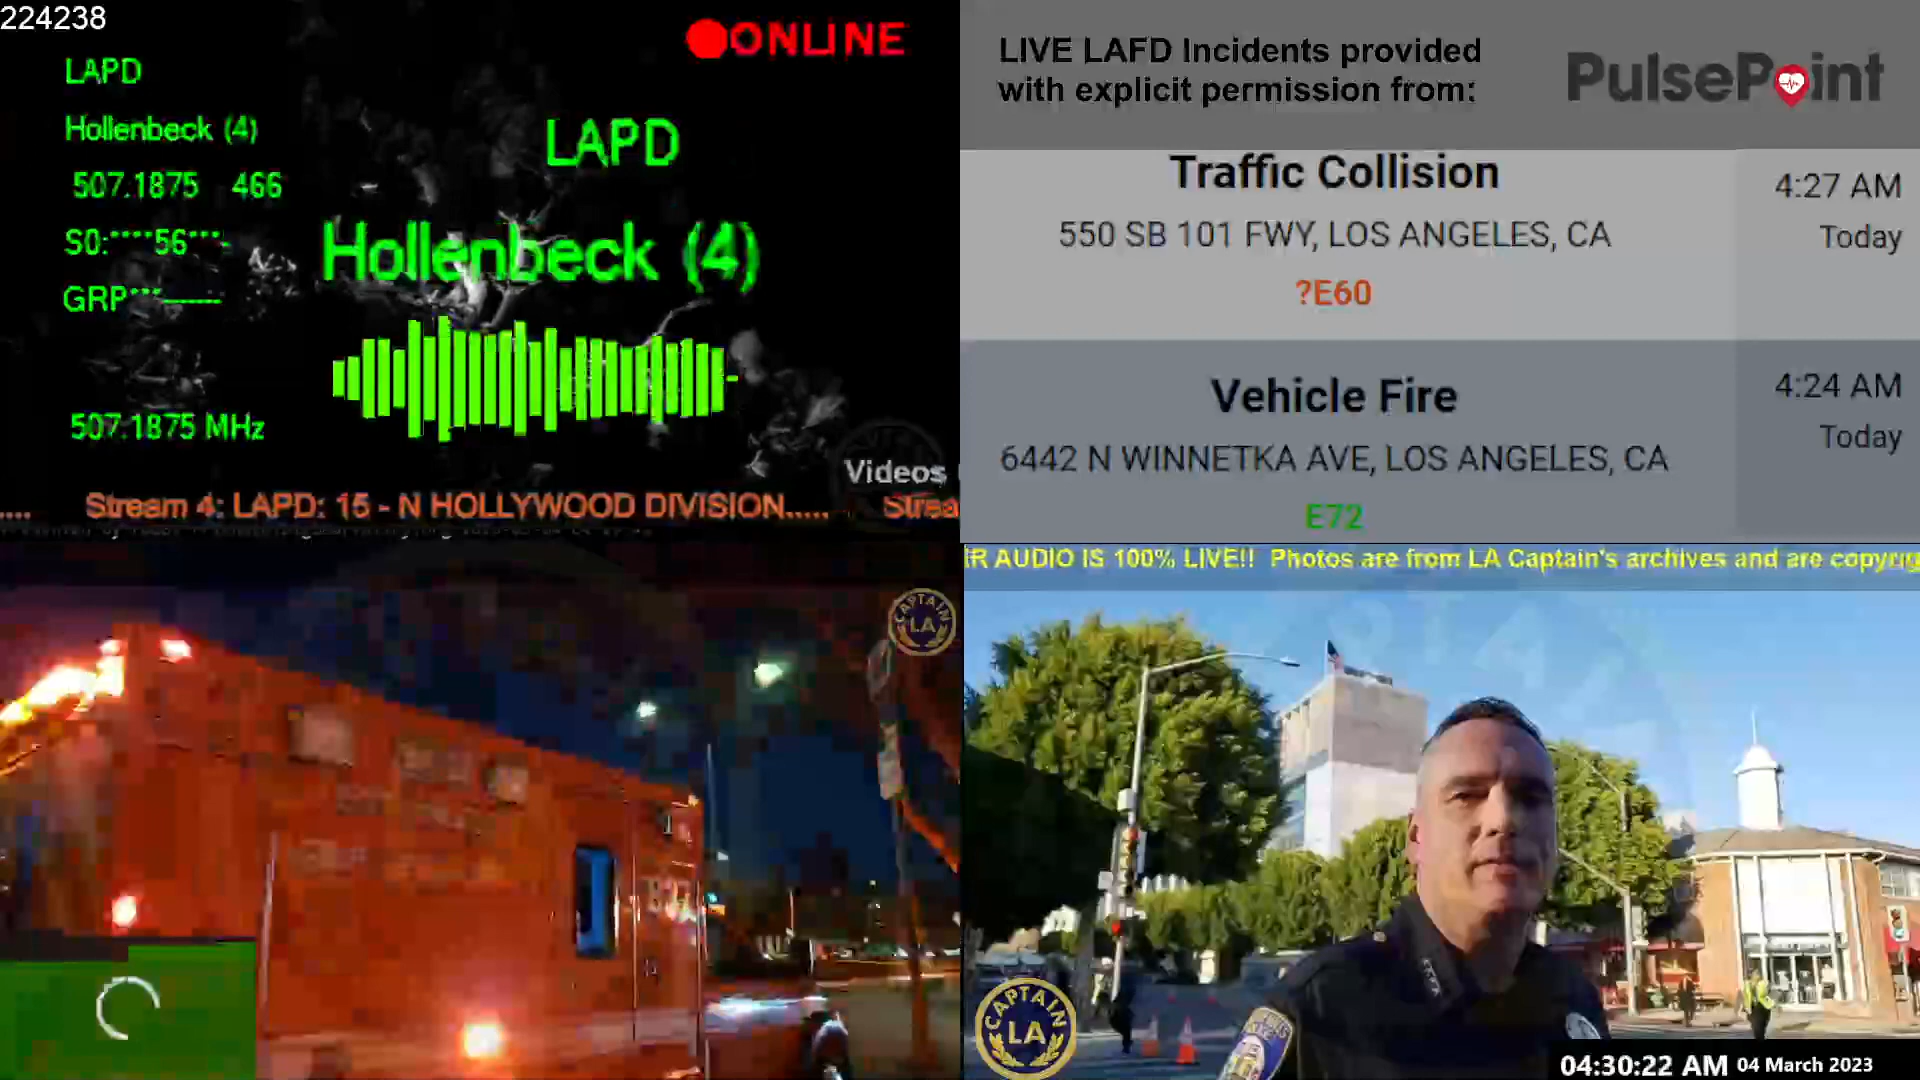 224238
ONLINE
LAPD
Hollenbeck (4)
507.1875 466
S0:****56***-
507.1875 MHz
LAPD
Hollenbeck (4)
Videos
..... Stream 4: LAPD: 15 - N HOLLYWOOD DIVISION..... Strea
LIVE LAFD Incidents provided
with explicit permission from:
PulsePoint
Traffic Collision
4:27 AM
550 SB 101 FWY, LOS ANGELES, CA
Today
?E60
Vehicle Fire
4:24 AM
6442 N WINNETKA AVE, LOS ANGELES, CA
Today
E72
R AUDIO IS 100% LIVE!! Photos are from LA Captain's archives and are copyrig
CAPTAIN
LA
CAPTAIN
LA
04:30:22 AM 04 March 2023